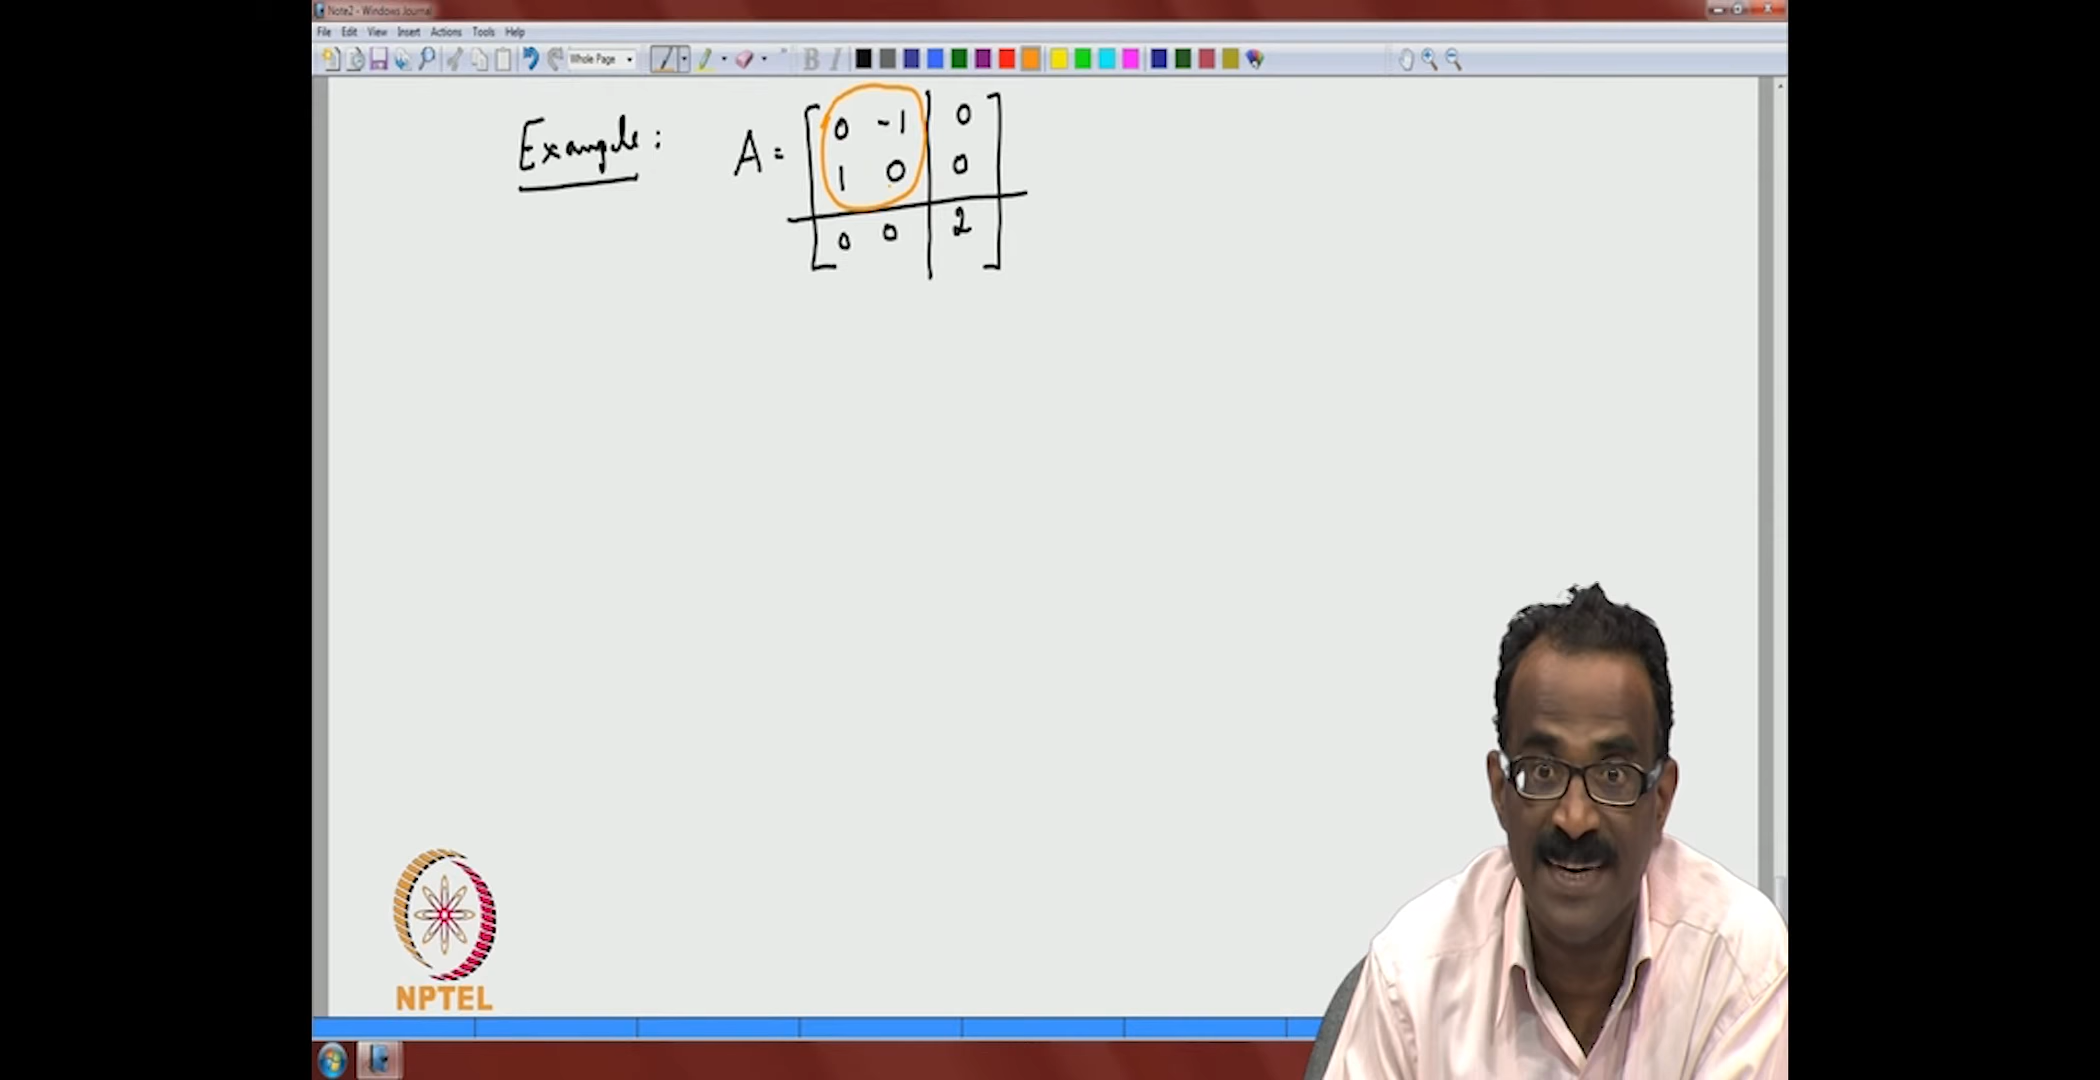 Note2 - Windows Journal
File Edit View Insert Actions Tools Help
Whole Page B I
Example: A = [ 0 -1 | 0 ]
1 0 | 0
0 0 | 2
NPTEL